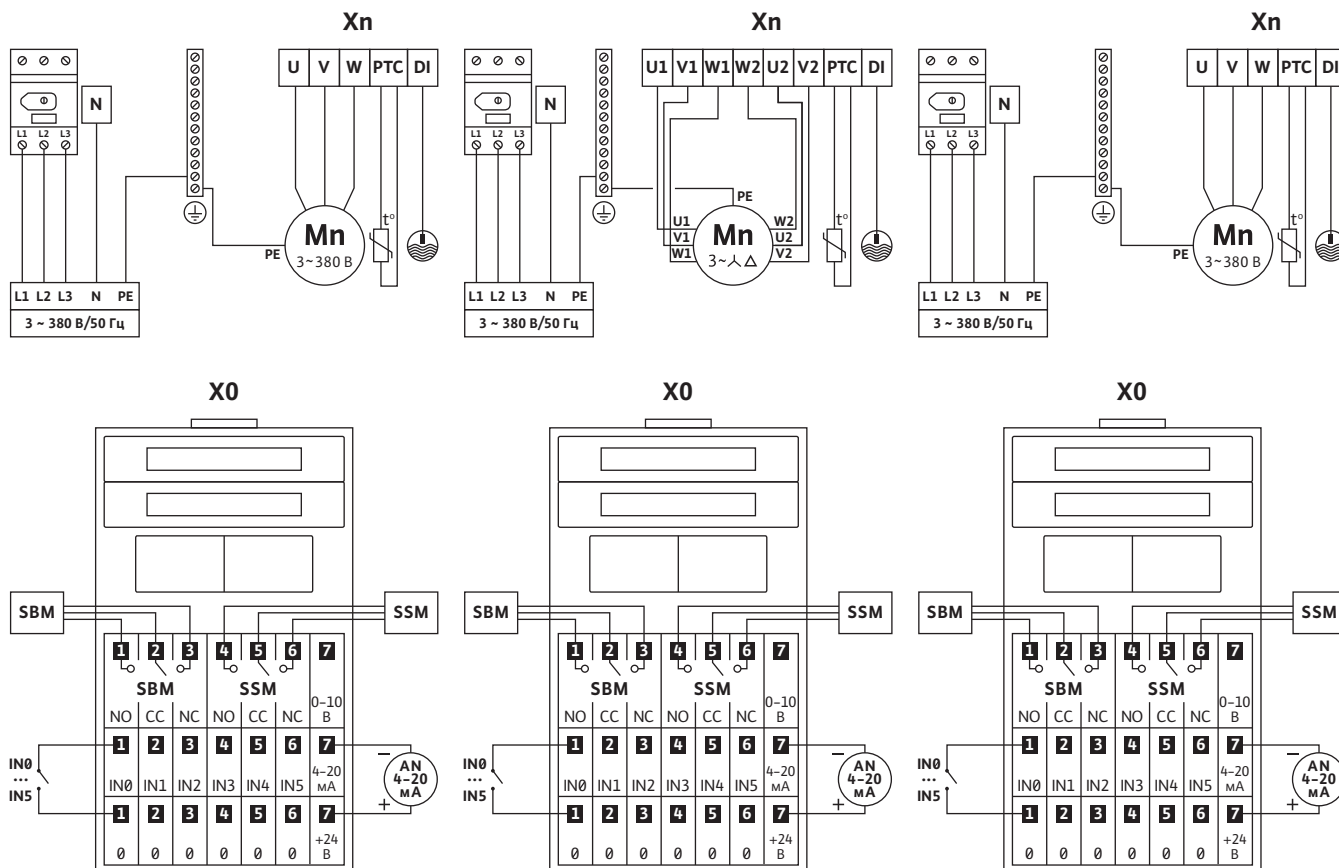 Xn Xn Xn
U V W PTC DI
U1 V1 W1 W2 U2 V2 PTC DI
U V W PTC DI
N N N
L1 L2 L3
L1 L2 L3
L1 L2 L3
PE
U1 W2
V1 U2
W1 V2
t° t° t°
Mn Mn Mn
3~380 В
3~
3~380 В
PE PE
L1 L2 L3 N PE
L1 L2 L3 N PE
L1 L2 L3 N PE
3 ~ 380 В/50 Гц
3 ~ 380 В/50 Гц
3 ~ 380 В/50 Гц
X0 X0 X0
SBM SSM
SBM SSM
SBM SSM
1 2 3 4 5 6 7
1 2 3 4 5 6 7
1 2 3 4 5 6 7
SBM SSM
SBM SSM
SBM SSM
0–10
0–10
0–10
NO CC NC NO CC NC В
NO CC NC NO CC NC В
NO CC NC NO CC NC В
1 2 3 4 5 6 7 –
1 2 3 4 5 6 7 –
1 2 3 4 5 6 7 –
IN0
...
IN5
IN0
...
IN5
IN0
...
IN5
4–20
4–20
4–20
IN0 IN1 IN2 IN3 IN4 IN5 мА
IN0 IN1 IN2 IN3 IN4 IN5 мА
IN0 IN1 IN2 IN3 IN4 IN5 мА
AN
4–20
мА
AN
4–20
мА
AN
4–20
мА
1 2 3 4 5 6 7 +
1 2 3 4 5 6 7 +
1 2 3 4 5 6 7 +
+24
+24
+24
0 0 0 0 0 0 В
0 0 0 0 0 0 В
0 0 0 0 0 0 В